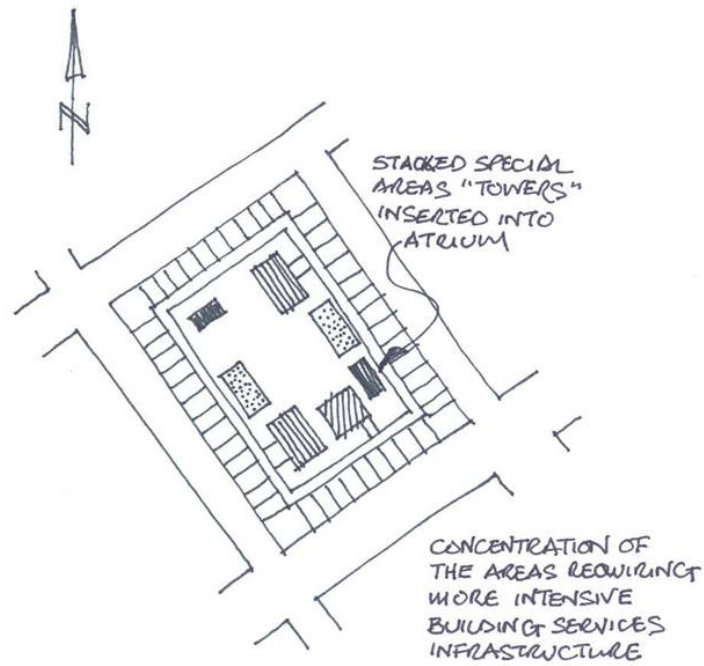 N
STACKED SPECIAL
AREAS "TOWERS"
INSERTED INTO
ATRIUM
CONCENTRATION OF
THE AREAS REQUIRING
MORE INTENSIVE
BUILDING SERVICES
INFRASTRUCTURE